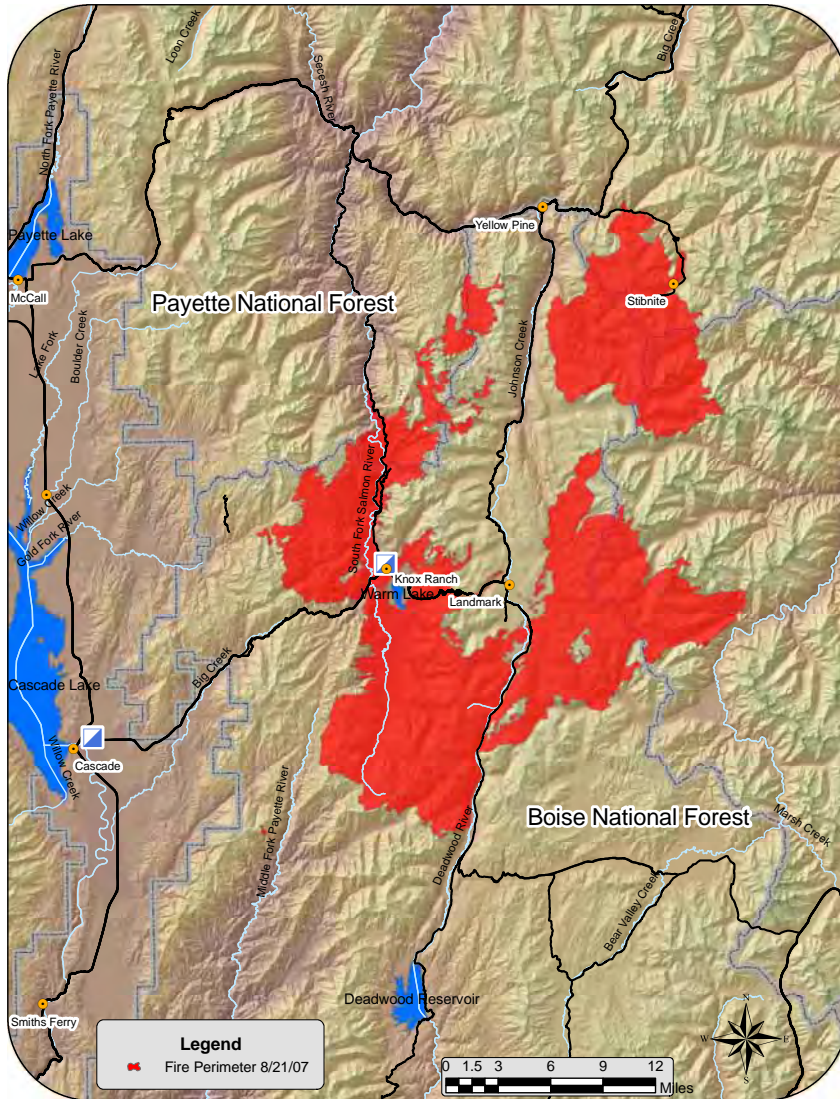 Loon Creek
Secesh River
Big Creek
North Fork Payette River
Yellow Pine
Payette Lake
McCall
Stibnite
Payette National Forest
Lake Fork
Boulder Creek
Johnson Creek
Willow Creek
Gold Fork River
South Fork Salmon River
Knox Ranch
Warm Lake
Landmark
Big Creek
Cascade Lake
Willow Creek
Cascade
Middle Fork Payette River
Boise National Forest
Marsh Creek
Deadwood River
Bear Valley Creek
Deadwood Reservoir
Smiths Ferry
Legend
Fire Perimeter 8/21/07
0 1.5 3 6 9 12
Miles
N
W E
S